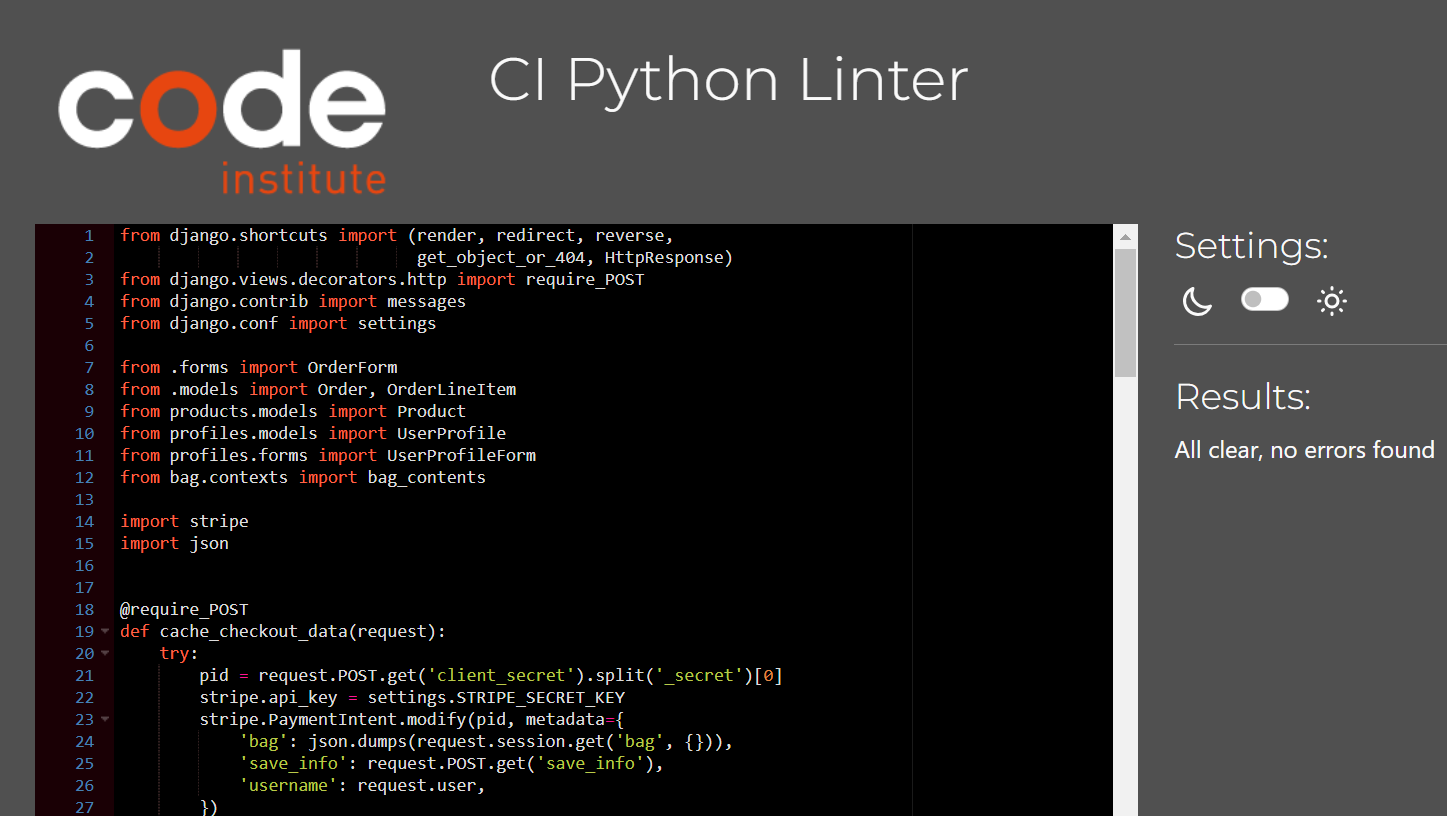 code
institute
CI Python Linter
1 from django.shortcuts import (render, redirect, reverse,
2 get_object_or_404, HttpResponse)
3 from django.views.decorators.http import require_POST
4 from django.contrib import messages
5 from django.conf import settings
6
7 from .forms import OrderForm
8 from .models import Order, OrderLineItem
9 from products.models import Product
10 from profiles.models import UserProfile
11 from profiles.forms import UserProfileForm
12 from bag.contexts import bag_contents
13
14 import stripe
15 import json
16
17
18 @require_POST
19 def cache_checkout_data(request):
20 try:
21 pid = request.POST.get('client_secret').split('_secret')[0]
22 stripe.api_key = settings.STRIPE_SECRET_KEY
23 stripe.PaymentIntent.modify(pid, metadata={
24 'bag': json.dumps(request.session.get('bag', {})),
25 'save_info': request.POST.get('save_info'),
26 'username': request.user,
27 })
Settings:
Results:
All clear, no errors found